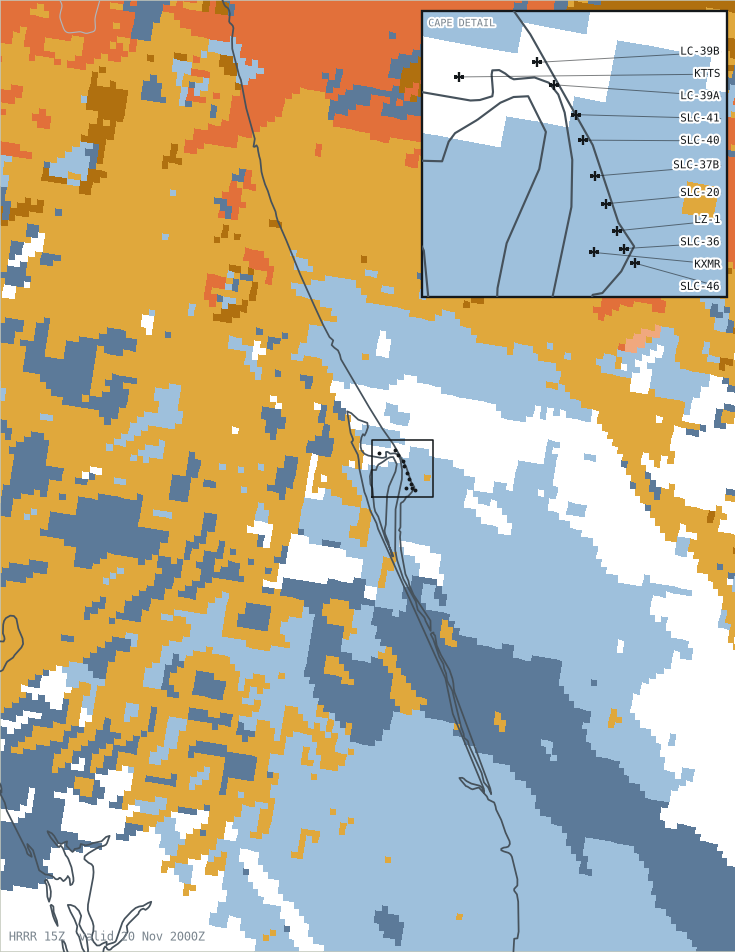 CAPE DETAIL
LC-39B
KTTS
LC-39A
SLC-41
SLC-40
SLC-37B
SLC-20
LZ-1
SLC-36
KXMR
SLC-46
HRRR 15Z valid 20 Nov 2000Z